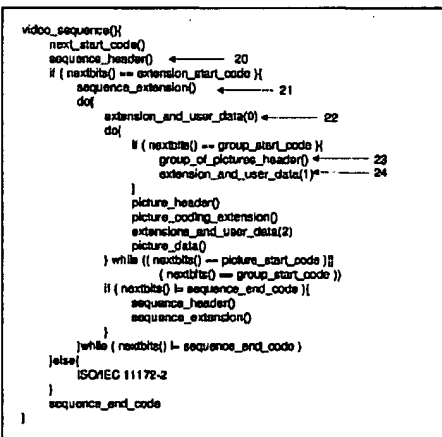 video_sequence(){
next_start_code()
sequence_header() 20
if ( nextbits() == extension_start_code ){
sequence_extension() 21
do{
extension_and_user_data(0) 22
do{
if ( nextbits() == group_start_code ){
group_of_pictures_header() 23
extension_and_user_data(1) 24
}
picture_header()
picture_coding_extension()
extensions_and_user_data(2)
picture_data()
} while (( nextbits() == picture_start_code )||
( nextbits() == group_start_code ))
if ( nextbits() != sequence_end_code ){
sequence_header()
sequence_extension()
}
}while ( nextbits() != sequence_end_code )
}else{
ISO/IEC 11172-2
}
sequence_end_code
}